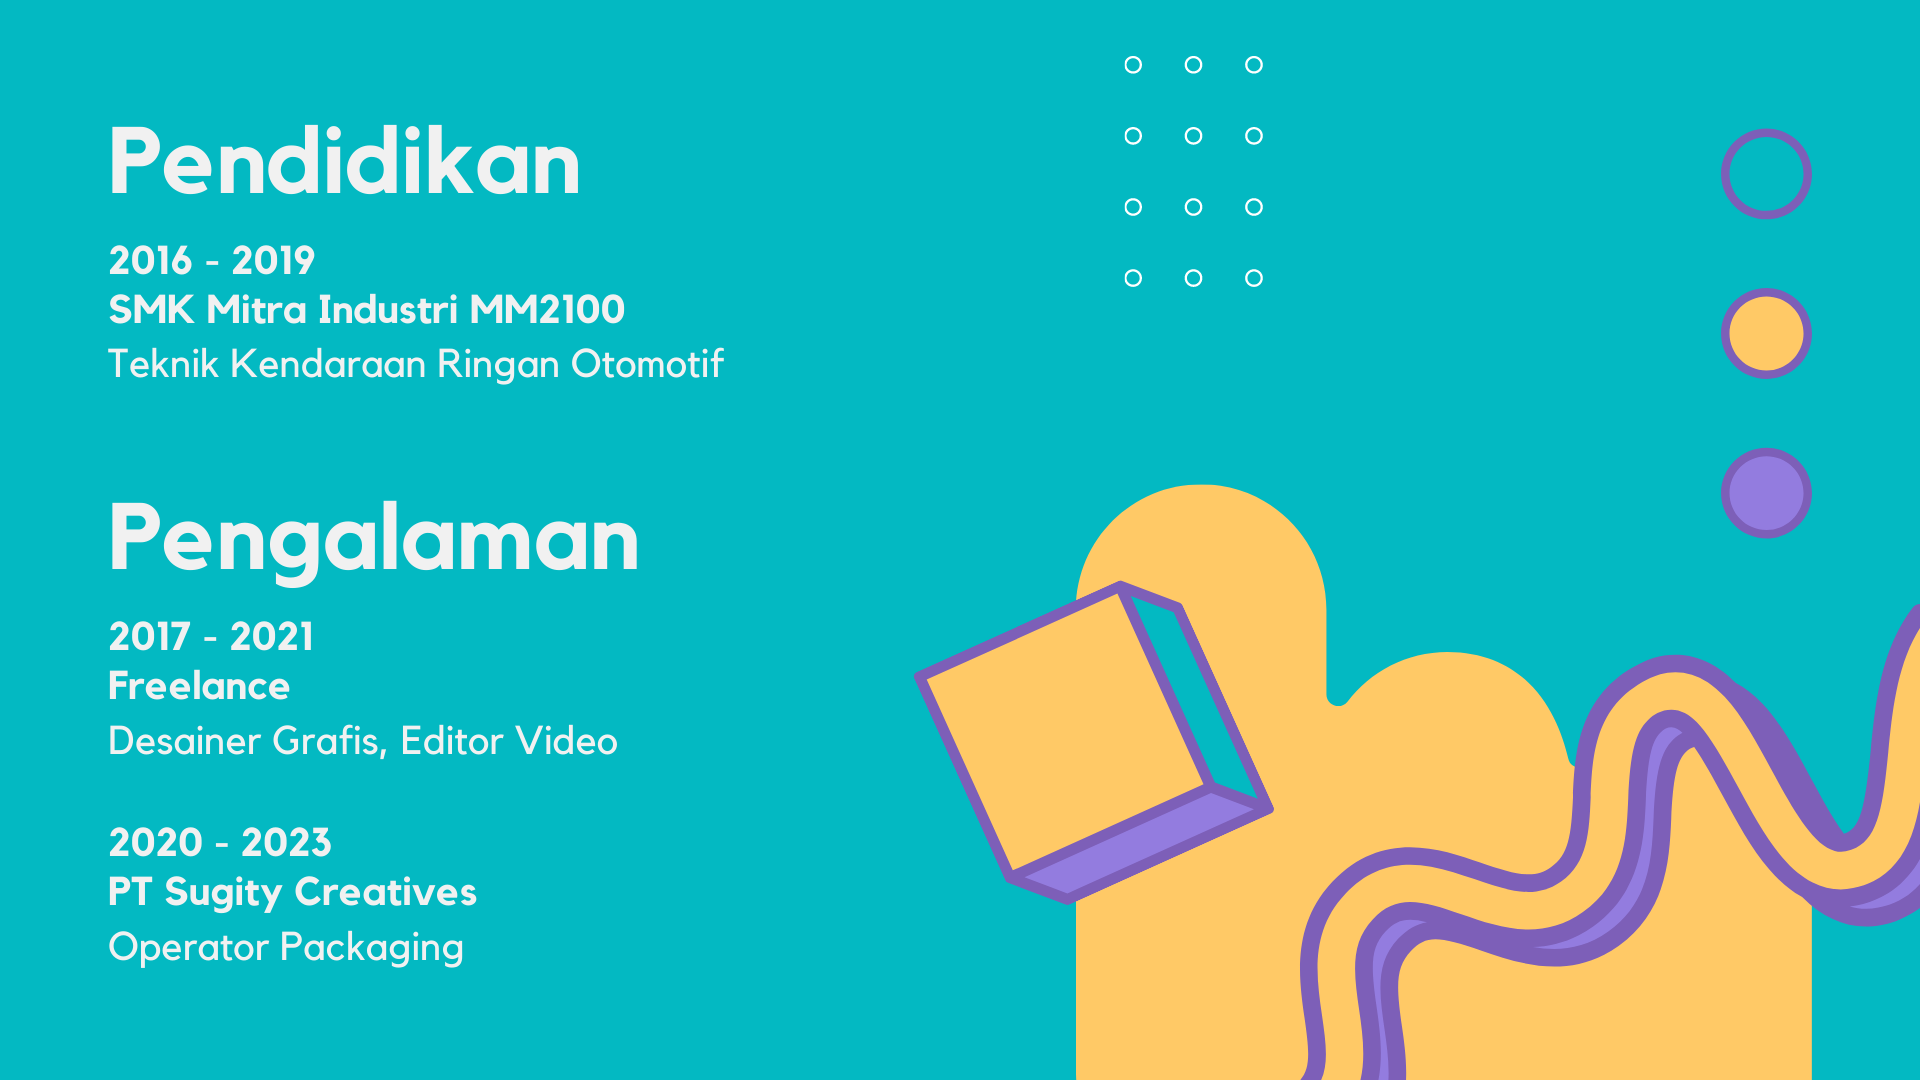 Pendidikan
2016 - 2019
SMK Mitra Industri MM2100
Teknik Kendaraan Ringan Otomotif
Pengalaman
2017 - 2021
Freelance
Desainer Grafis, Editor Video
2020 - 2023
PT Sugity Creatives
Operator Packaging